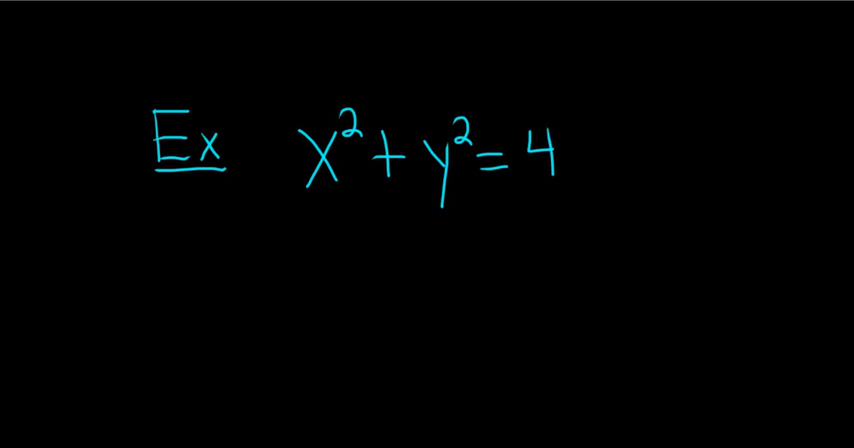 Ex x² + y² = 4